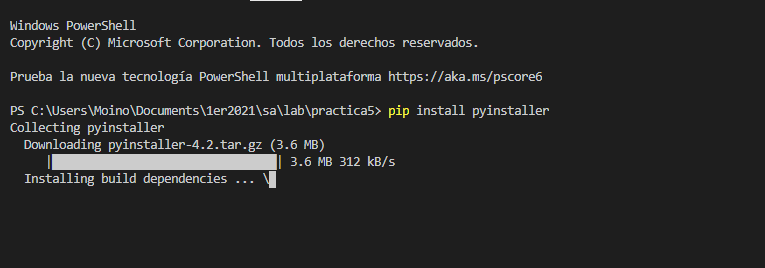 Windows PowerShell
Copyright (C) Microsoft Corporation. Todos los derechos reservados.
Prueba la nueva tecnología PowerShell multiplataforma https://aka.ms/pscore6
PS C:\Users\Moino\Documents\1er2021\sa\lab\practica5> pip install pyinstaller
Collecting pyinstaller
Downloading pyinstaller-4.2.tar.gz (3.6 MB)
|████████████████████████████████| 3.6 MB 312 kB/s
Installing build dependencies ... \